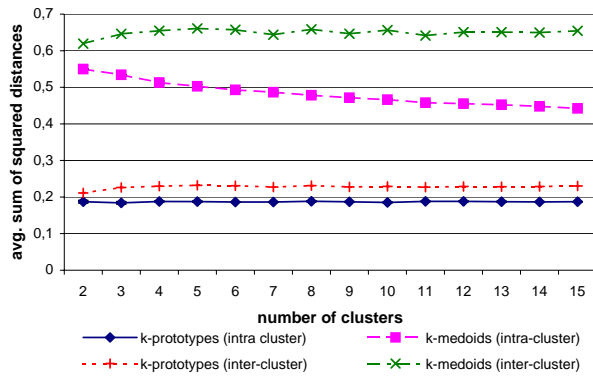 0,7
0,6
0,5
0,4
0,3
0,2
0,1
0
avg. sum of squared distances
2 3 4 5 6 7 8 9 10 11 12 13 14 15
number of clusters
k-prototypes (intra cluster) k-medoids (intra-cluster)
k-prototypes (inter-cluster) k-medoids (inter-cluster)